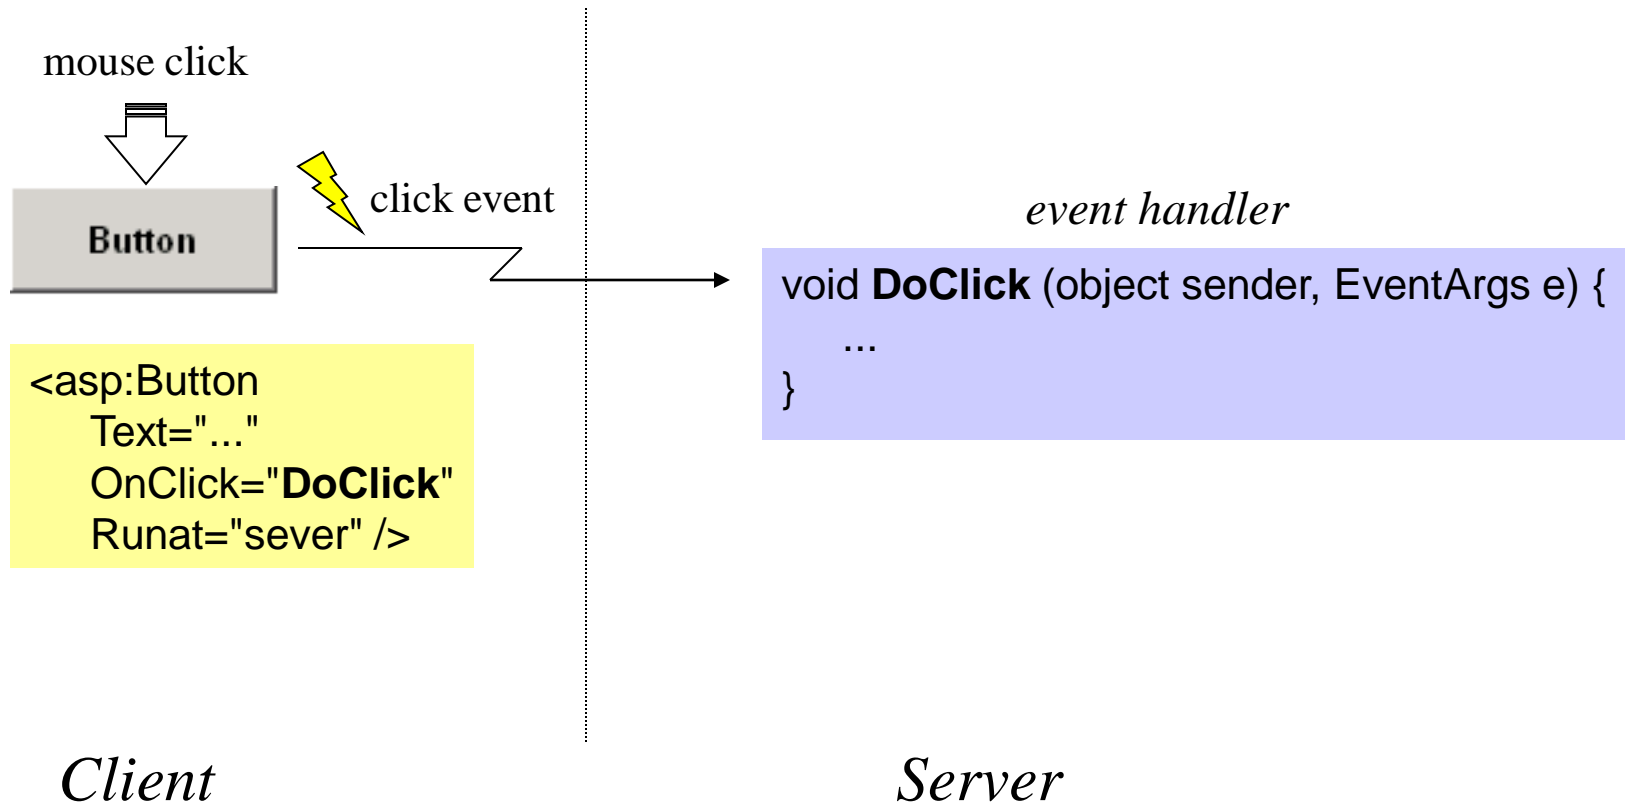 mouse click
Button
click event
<asp:Button
Text="..."
OnClick="DoClick"
Runat="sever" />
event handler
void DoClick (object sender, EventArgs e) {
...
}
Client
Server